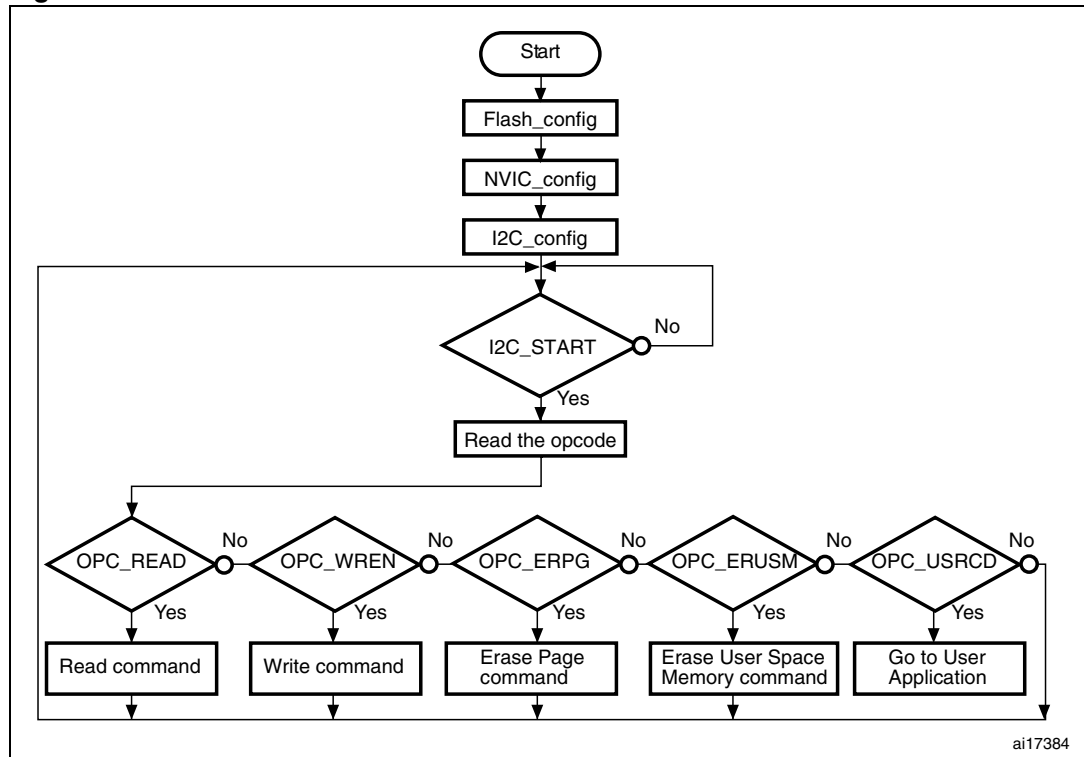 Start
Flash_config
NVIC_config
I2C_config
I2C_START
No
Yes
Read the opcode
OPC_READ
No
OPC_WREN
No
OPC_ERPG
No
OPC_ERUSM
No
OPC_USRCD
No
Yes
Yes
Yes
Yes
Yes
Read command
Write command
Erase Page
command
Erase User Space
Memory command
Go to User
Application
ai17384